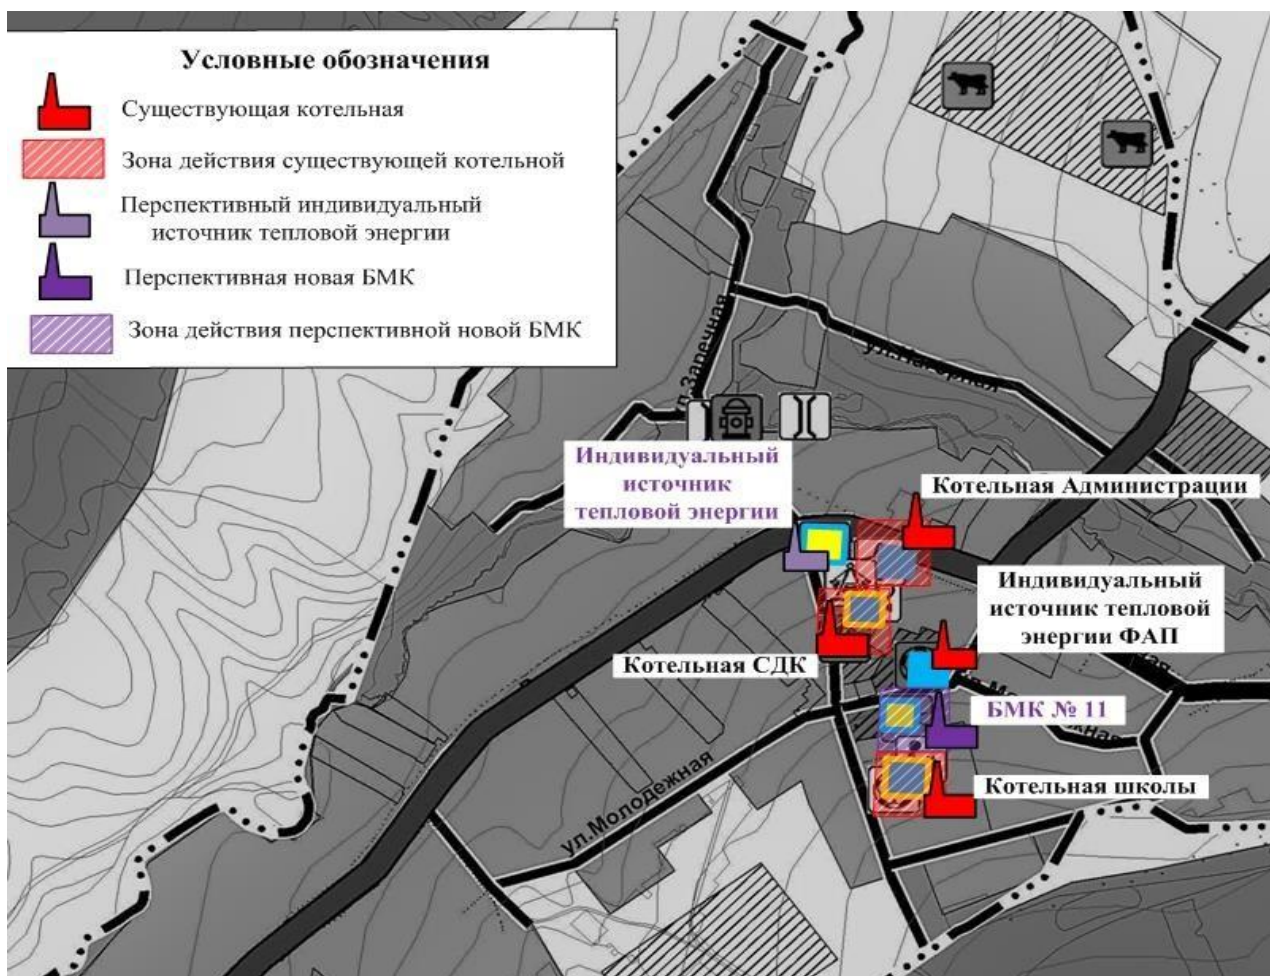 Условные обозначения
Существующая котельная
Зона действия существующей котельной
Перспективный индивидуальный
источник тепловой энергии
Перспективная новая БМК
Зона действия перспективной новой БМК
ул.Заречная
ул.Нагорная
Индивидуальный
источник
тепловой энергии
Котельная Администрации
Индивидуальный
источник тепловой
энергии ФАП
Котельная СДК
БМК № 11
Котельная школы
ул.Молодежная